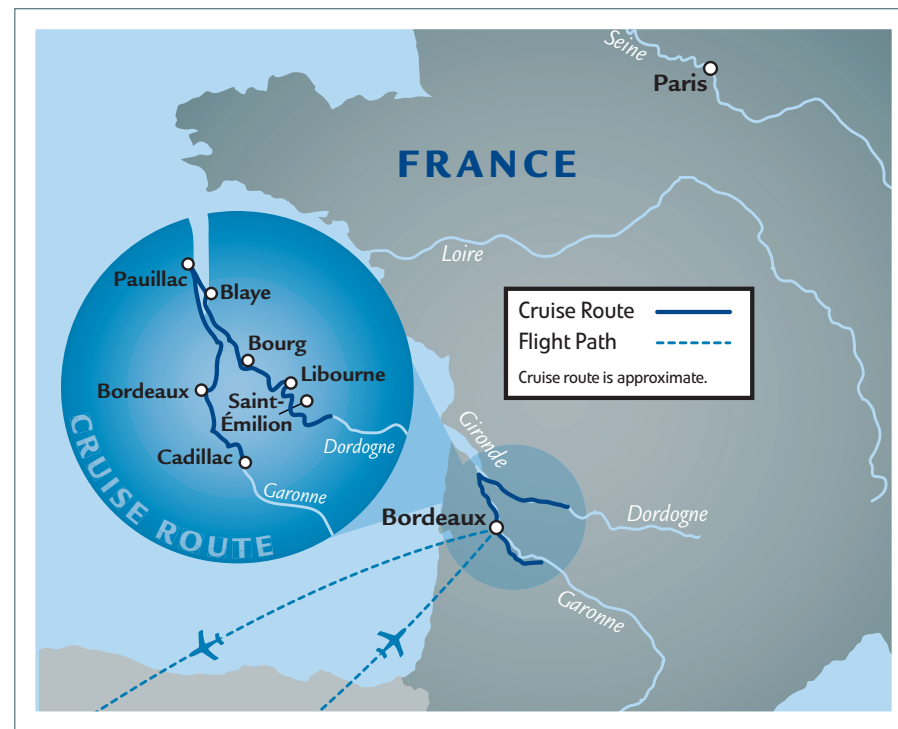 Seine
Paris
FRANCE
Loire
Pauillac
Blaye
Bourg
Libourne
Bordeaux
Saint-
Émilion
Dordogne
Cadillac
Garonne
CRUISE ROUTE
Cruise Route
Flight Path
Cruise route is approximate.
Gironde
Bordeaux
Dordogne
Garonne